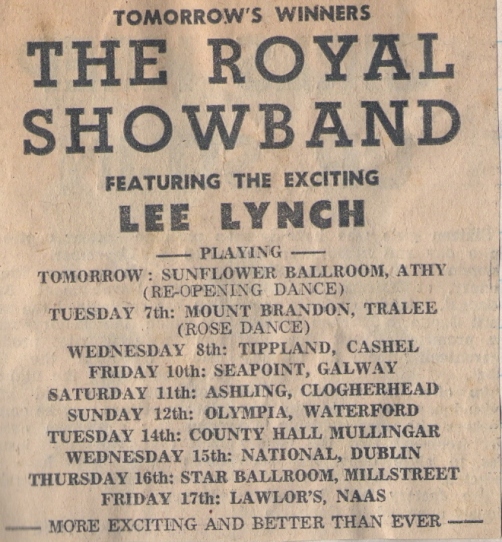 TOMORROW'S WINNERS
THE ROYAL
SHOWBAND
FEATURING THE EXCITING
LEE LYNCH
— PLAYING —
TOMORROW: SUNFLOWER BALLROOM, ATHY
(RE-OPENING DANCE)
TUESDAY 7th: MOUNT BRANDON, TRALEE
(ROSE DANCE)
WEDNESDAY 8th: TIPPLAND, CASHEL
FRIDAY 10th: SEAPOINT, GALWAY
SATURDAY 11th: ASHLING, CLOGHERHEAD
SUNDAY 12th: OLYMPIA, WATERFORD
TUESDAY 14th: COUNTY HALL MULLINGAR
WEDNESDAY 15th: NATIONAL, DUBLIN
THURSDAY 16th: STAR BALLROOM, MILLSTREET
FRIDAY 17th: LAWLOR'S, NAAS
— MORE EXCITING AND BETTER THAN EVER —